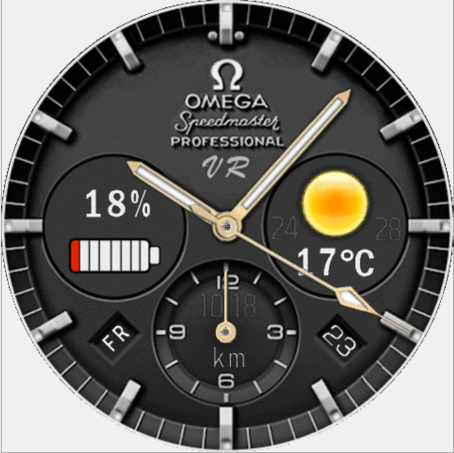 Ω
OMEGA
Speedmaster
PROFESSIONAL
VR
18%
24 28
17°C
12
10:18
9 3
km
6
FR
23